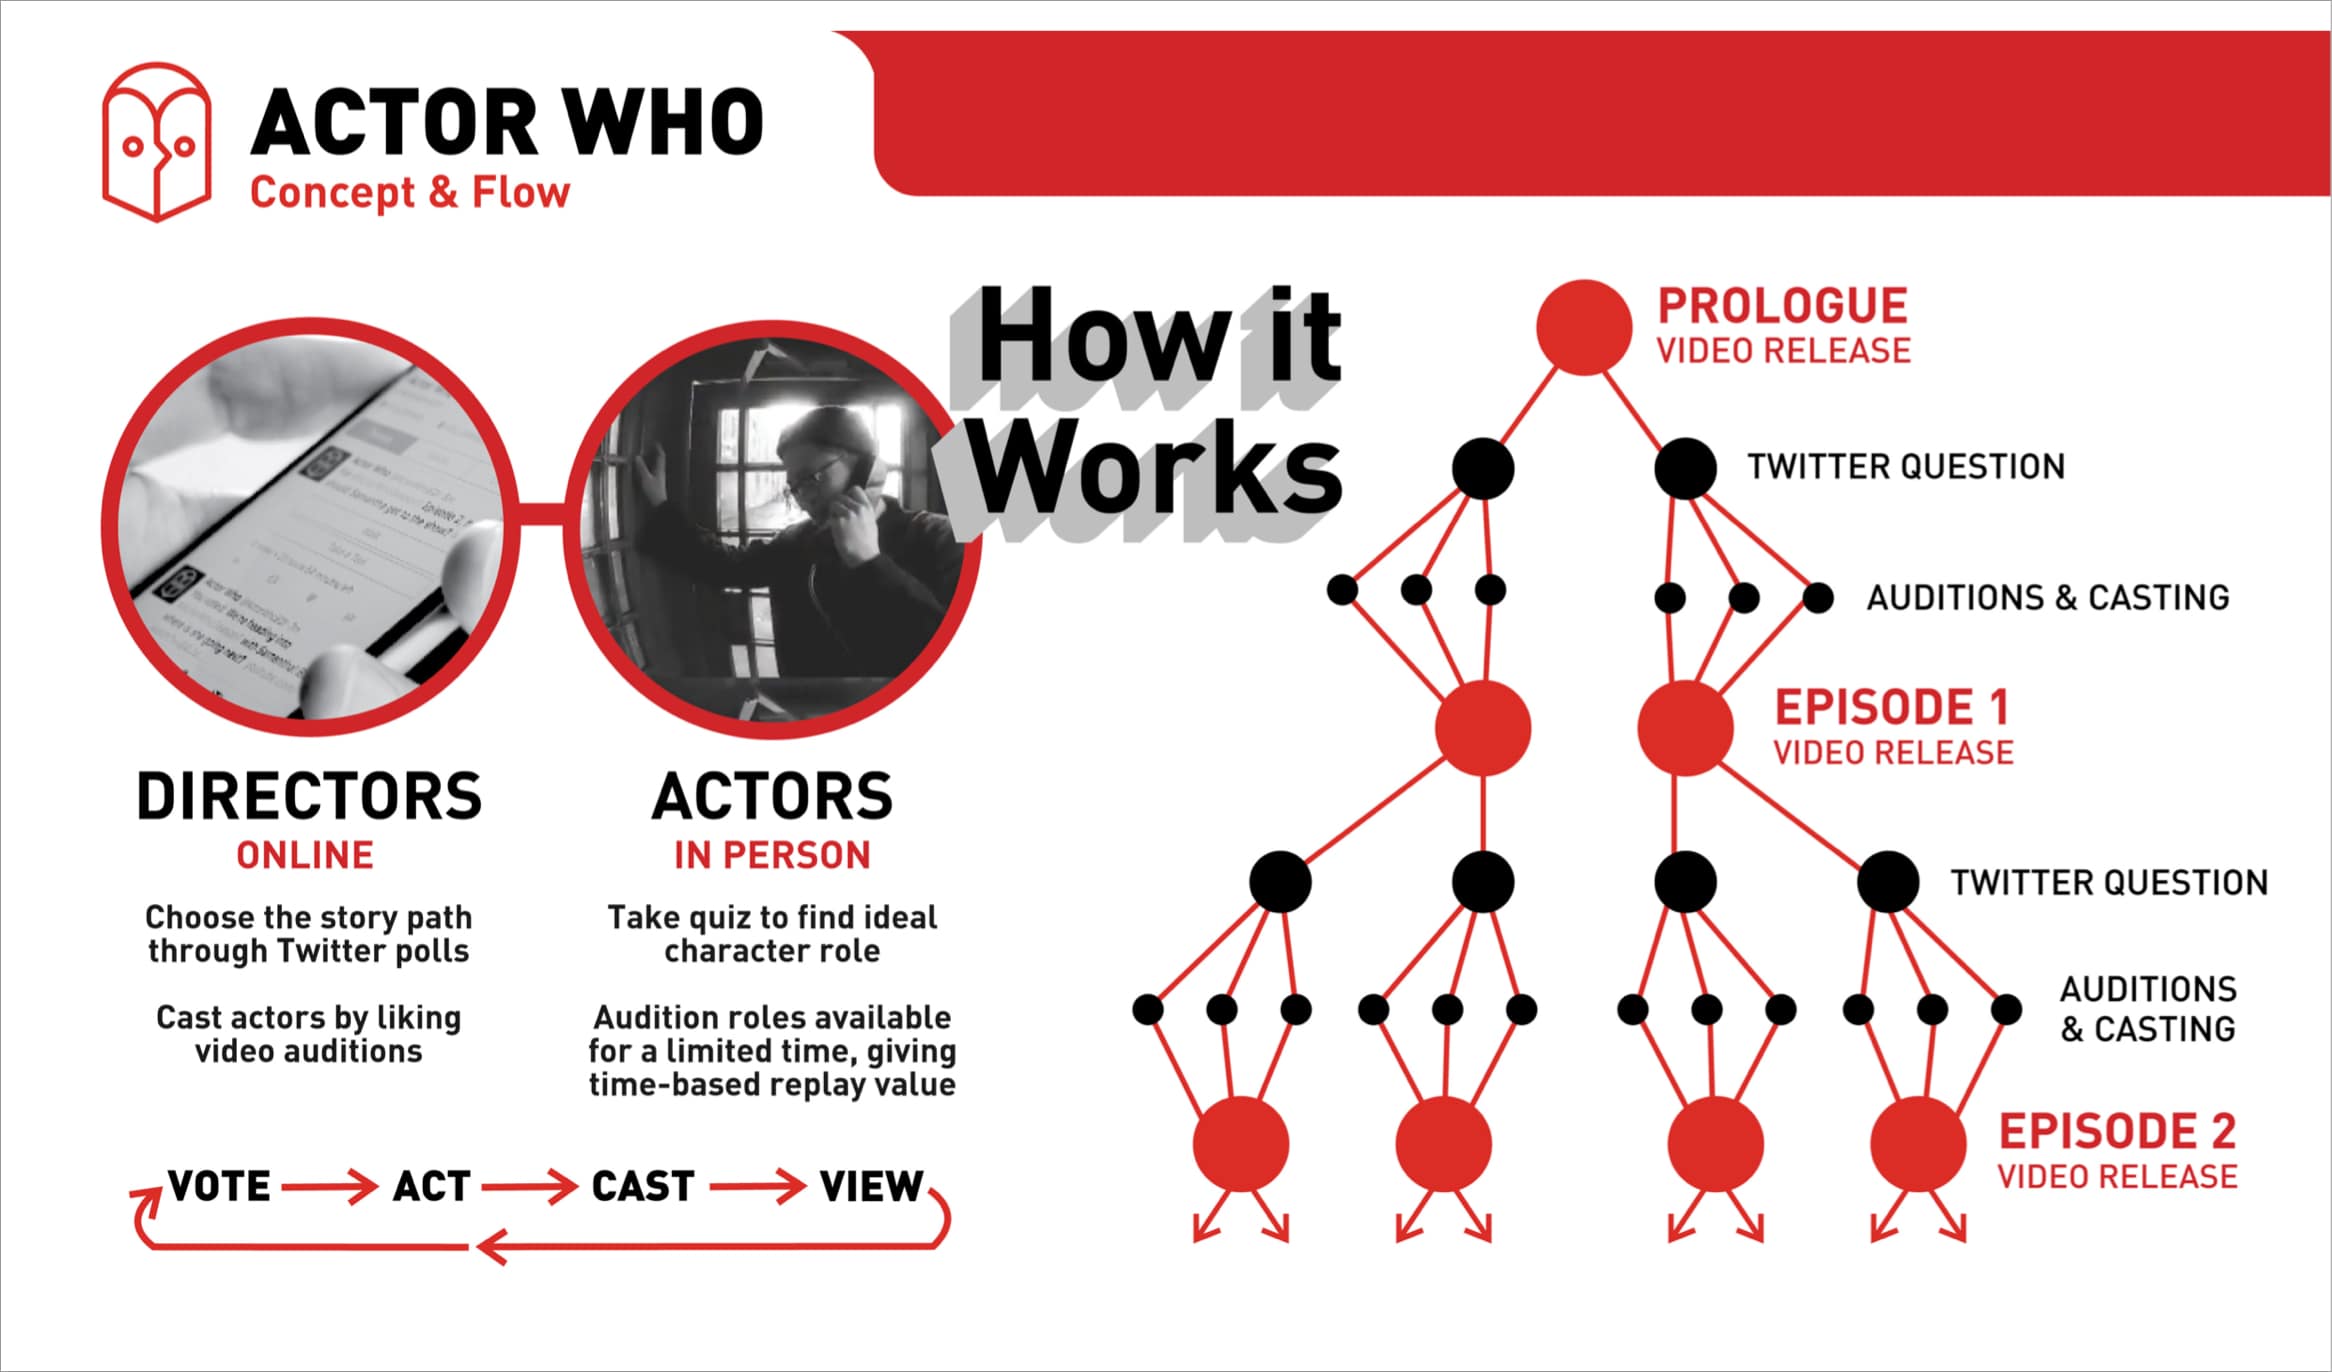 ACTOR WHO
Concept & Flow
How it
Works
DIRECTORS
ONLINE
Choose the story path
through Twitter polls
Cast actors by liking
video auditions
ACTORS
IN PERSON
Take quiz to find ideal
character role
Audition roles available
for a limited time, giving
time-based replay value
VOTE ACT CAST VIEW
PROLOGUE
VIDEO RELEASE
TWITTER QUESTION
AUDITIONS & CASTING
EPISODE 1
VIDEO RELEASE
TWITTER QUESTION
AUDITIONS
& CASTING
EPISODE 2
VIDEO RELEASE